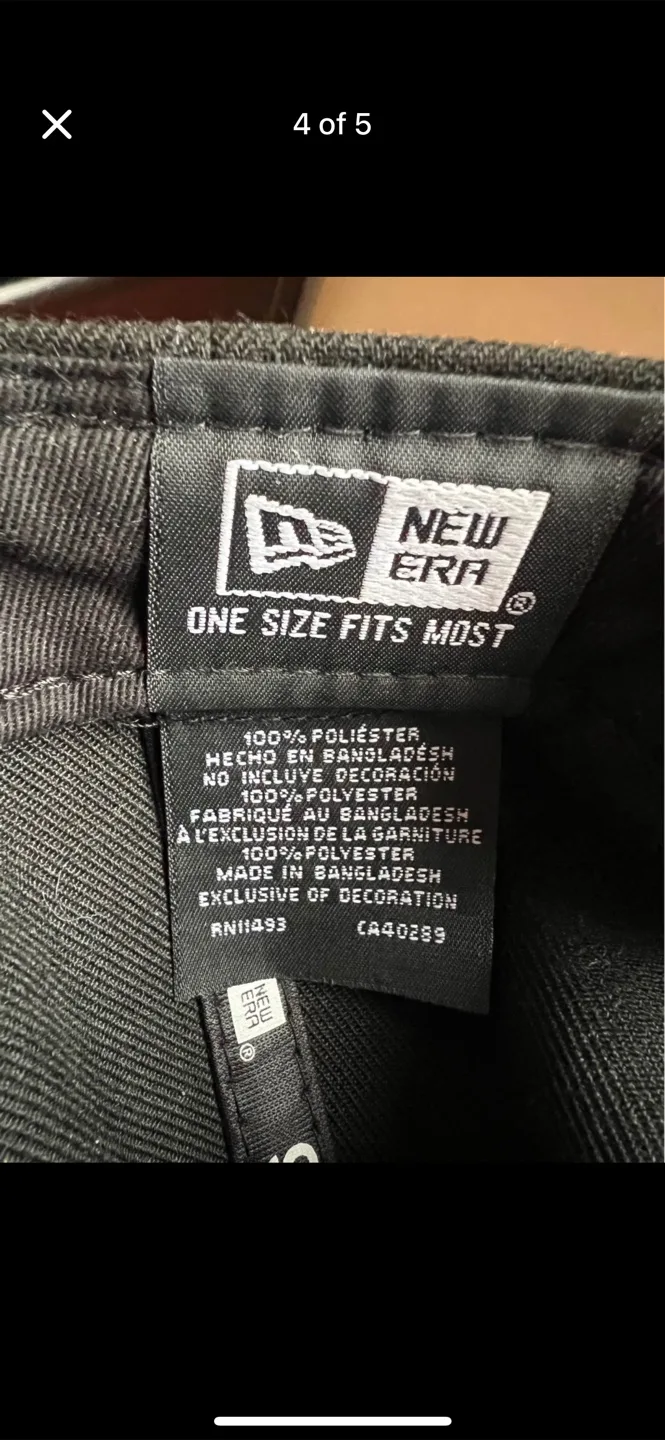 4 of 5
NEW
ERA
®
ONE SIZE FITS MOST
100% POLIÉSTER
HECHO EN BANGLADÉSH
NO INCLUYE DECORACIÓN
100% POLYESTER
FABRIQUÉ AU BANGLADESH
À L'EXCLUSION DE LA GARNITURE
100% POLYESTER
MADE IN BANGLADESH
EXCLUSIVE OF DECORATION
RN11493 CA40289
NEW
ERA
®